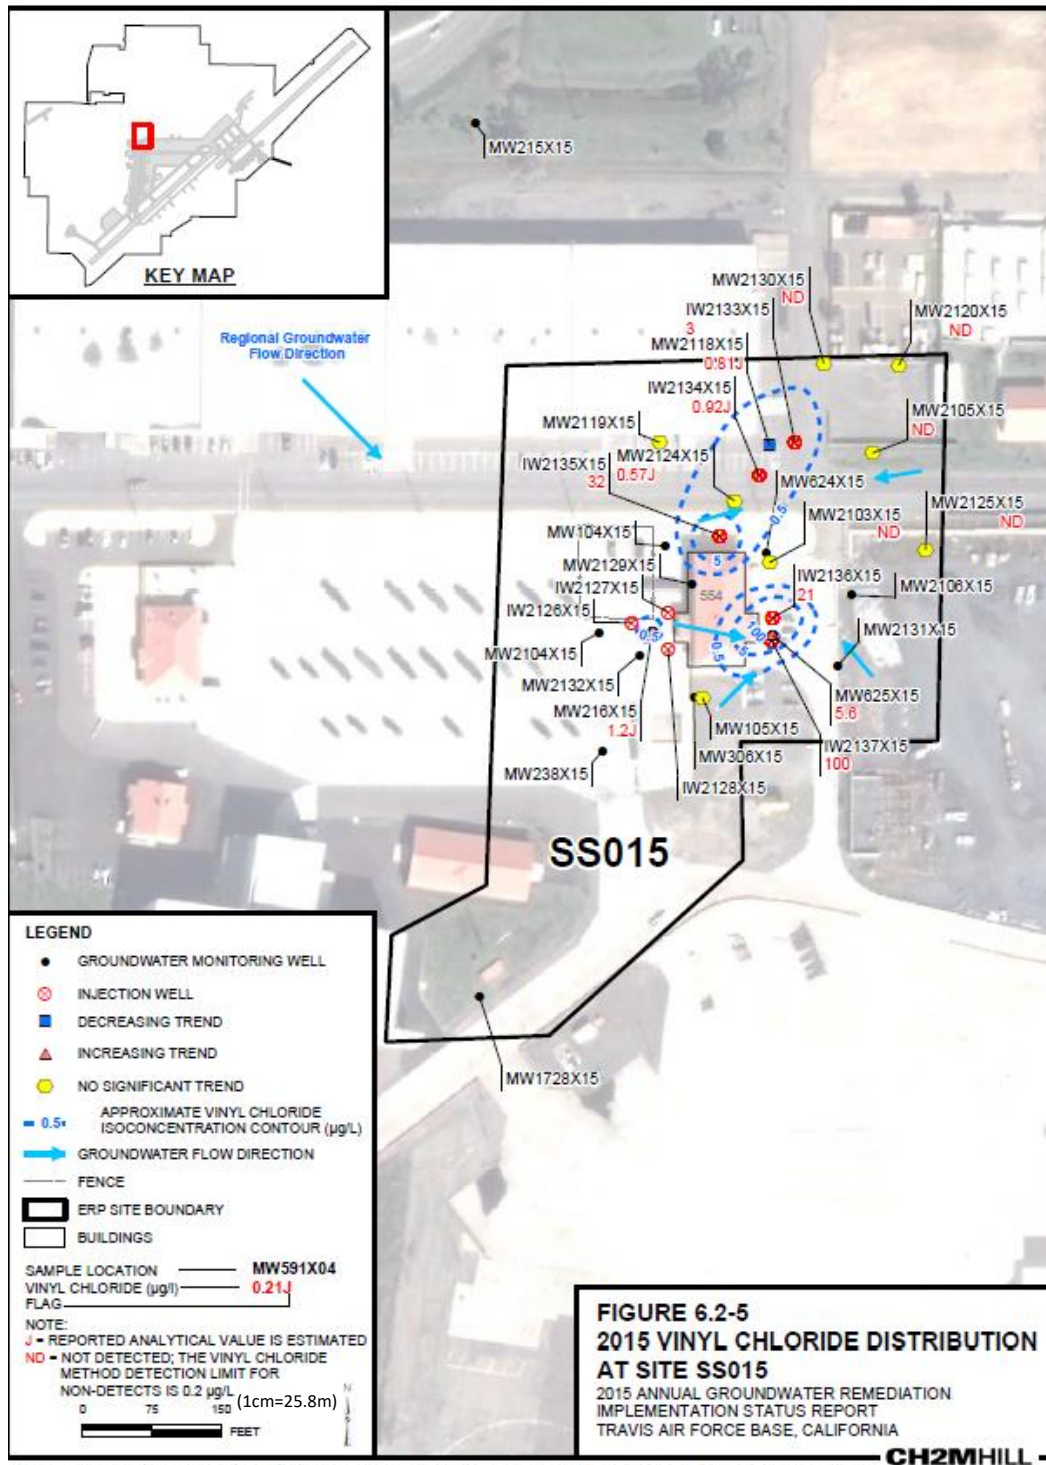 KEY MAP
MW215X15
Regional Groundwater
Flow Direction
MW2130X15
ND
IW2133X15
3
MW2118X15
0.81J
IW2134X15
0.92J
MW2120X15
ND
MW2119X15
MW2105X15
ND
MW2124X15
0.57J
IW2135X15
32
MW624X15
0.5
MW2103X15
ND
MW2125X15
ND
MW104X15
5
MW2129X15
554
IW2127X15
IW2136X15
21
IW2126X15
MW2106X15
0.5
100
5
0.5
MW2104X15
MW2131X15
MW2132X15
MW625X15
5.6
MW216X15
1.2J
MW105X15
IW2137X15
100
MW306X15
MW238X15
IW2128X15
SS015
MW1728X15
LEGEND
GROUNDWATER MONITORING WELL
INJECTION WELL
DECREASING TREND
INCREASING TREND
NO SIGNIFICANT TREND
0.5
APPROXIMATE VINYL CHLORIDE
ISOCONCENTRATION CONTOUR (µg/L)
GROUNDWATER FLOW DIRECTION
FENCE
ERP SITE BOUNDARY
BUILDINGS
SAMPLE LOCATION MW591X04
VINYL CHLORIDE (µg/l) 0.21J
FLAG
NOTE:
J = REPORTED ANALYTICAL VALUE IS ESTIMATED
ND = NOT DETECTED; THE VINYL CHLORIDE
METHOD DETECTION LIMIT FOR
NON-DETECTS IS 0.2 µg/L
0 75 150 (1cm=25.8m)
FEET
N
FIGURE 6.2-5
2015 VINYL CHLORIDE DISTRIBUTION
AT SITE SS015
2015 ANNUAL GROUNDWATER REMEDIATION
IMPLEMENTATION STATUS REPORT
TRAVIS AIR FORCE BASE, CALIFORNIA
CH2MHILL